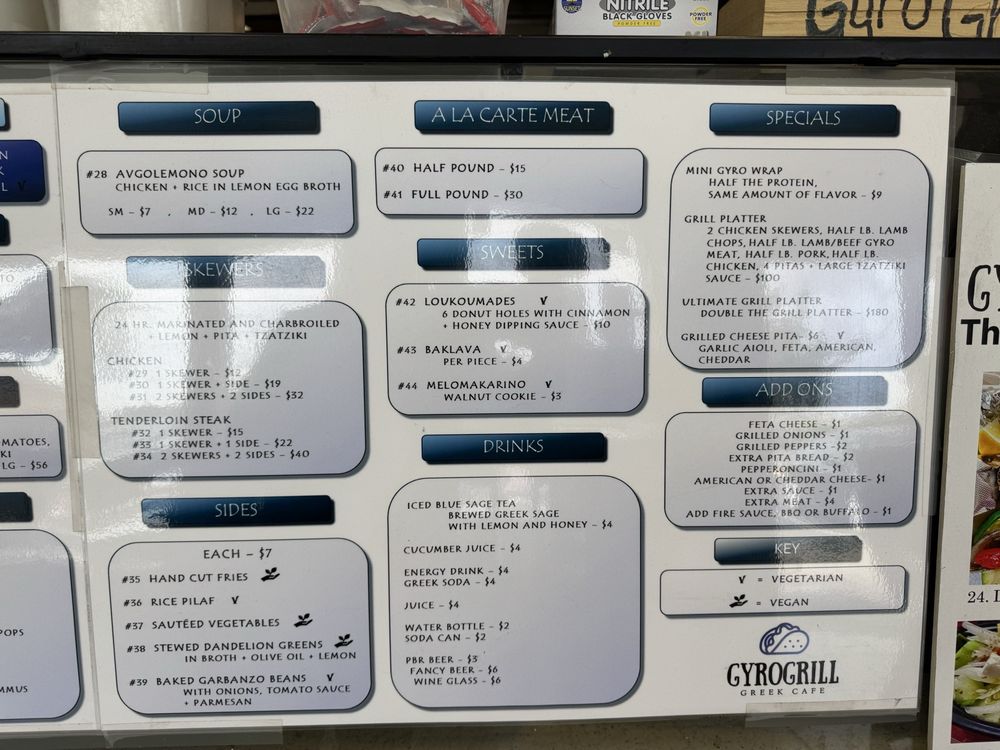 NITRILE
BLACK GLOVES
POWDER FREE
POWDER FREE
SUNSET
Gyro
SOUP
#28 AVGOLEMONO SOUP
CHICKEN + RICE IN LEMON EGG BROTH
SM – $7 , MD – $12 , LG – $22
SKEWERS
24 HR. MARINATED AND CHARBROILED
+ LEMON + PITA + TZATZIKI
CHICKEN
#29 1 SKEWER – $12
#30 1 SKEWER + SIDE – $19
#31 2 SKEWERS + 2 SIDES – $32
TENDERLOIN STEAK
#32 1 SKEWER – $15
#33 1 SKEWER + 1 SIDE – $22
#34 2 SKEWERS + 2 SIDES – $40
SIDES
EACH – $7
#35 HAND CUT FRIES
#36 RICE PILAF V
#37 SAUTÉED VEGETABLES
#38 STEWED DANDELION GREENS
IN BROTH + OLIVE OIL + LEMON
#39 BAKED GARBANZO BEANS V
WITH ONIONS, TOMATO SAUCE
+ PARMESAN
A LA CARTE MEAT
#40 HALF POUND – $15
#41 FULL POUND – $30
SWEETS
#42 LOUKOUMADES V
6 DONUT HOLES WITH CINNAMON
+ HONEY DIPPING SAUCE – $10
#43 BAKLAVA V
PER PIECE – $4
#44 MELOMAKARINO V
WALNUT COOKIE – $3
DRINKS
ICED BLUE SAGE TEA
BREWED GREEK SAGE
WITH LEMON AND HONEY – $4
CUCUMBER JUICE – $4
ENERGY DRINK – $4
GREEK SODA – $4
JUICE – $4
WATER BOTTLE – $2
SODA CAN – $2
PBR BEER – $3
FANCY BEER – $6
WINE GLASS – $6
SPECIALS
MINI GYRO WRAP
HALF THE PROTEIN,
SAME AMOUNT OF FLAVOR – $9
GRILL PLATTER
2 CHICKEN SKEWERS, HALF LB. LAMB
CHOPS, HALF LB. LAMB/BEEF GYRO
MEAT, HALF LB. PORK, HALF LB.
CHICKEN, 4 PITAS + LARGE TZATZIKI
SAUCE – $100
ULTIMATE GRILL PLATTER
DOUBLE THE GRILL PLATTER – $180
GRILLED CHEESE PITA– $6 V
GARLIC AIOLI, FETA, AMERICAN,
CHEDDAR
ADD ONS
FETA CHEESE – $1
GRILLED ONIONS – $1
GRILLED PEPPERS –$2
EXTRA PITA BREAD – $2
PEPPERONCINI – $1
AMERICAN OR CHEDDAR CHEESE– $1
EXTRA SAUCE – $1
EXTRA MEAT – $4
ADD FIRE SAUCE, BBQ OR BUFFALO – $1
KEY
V = VEGETARIAN
= VEGAN
GYROGRILL
GREEK CAFE
LG – $56
24.